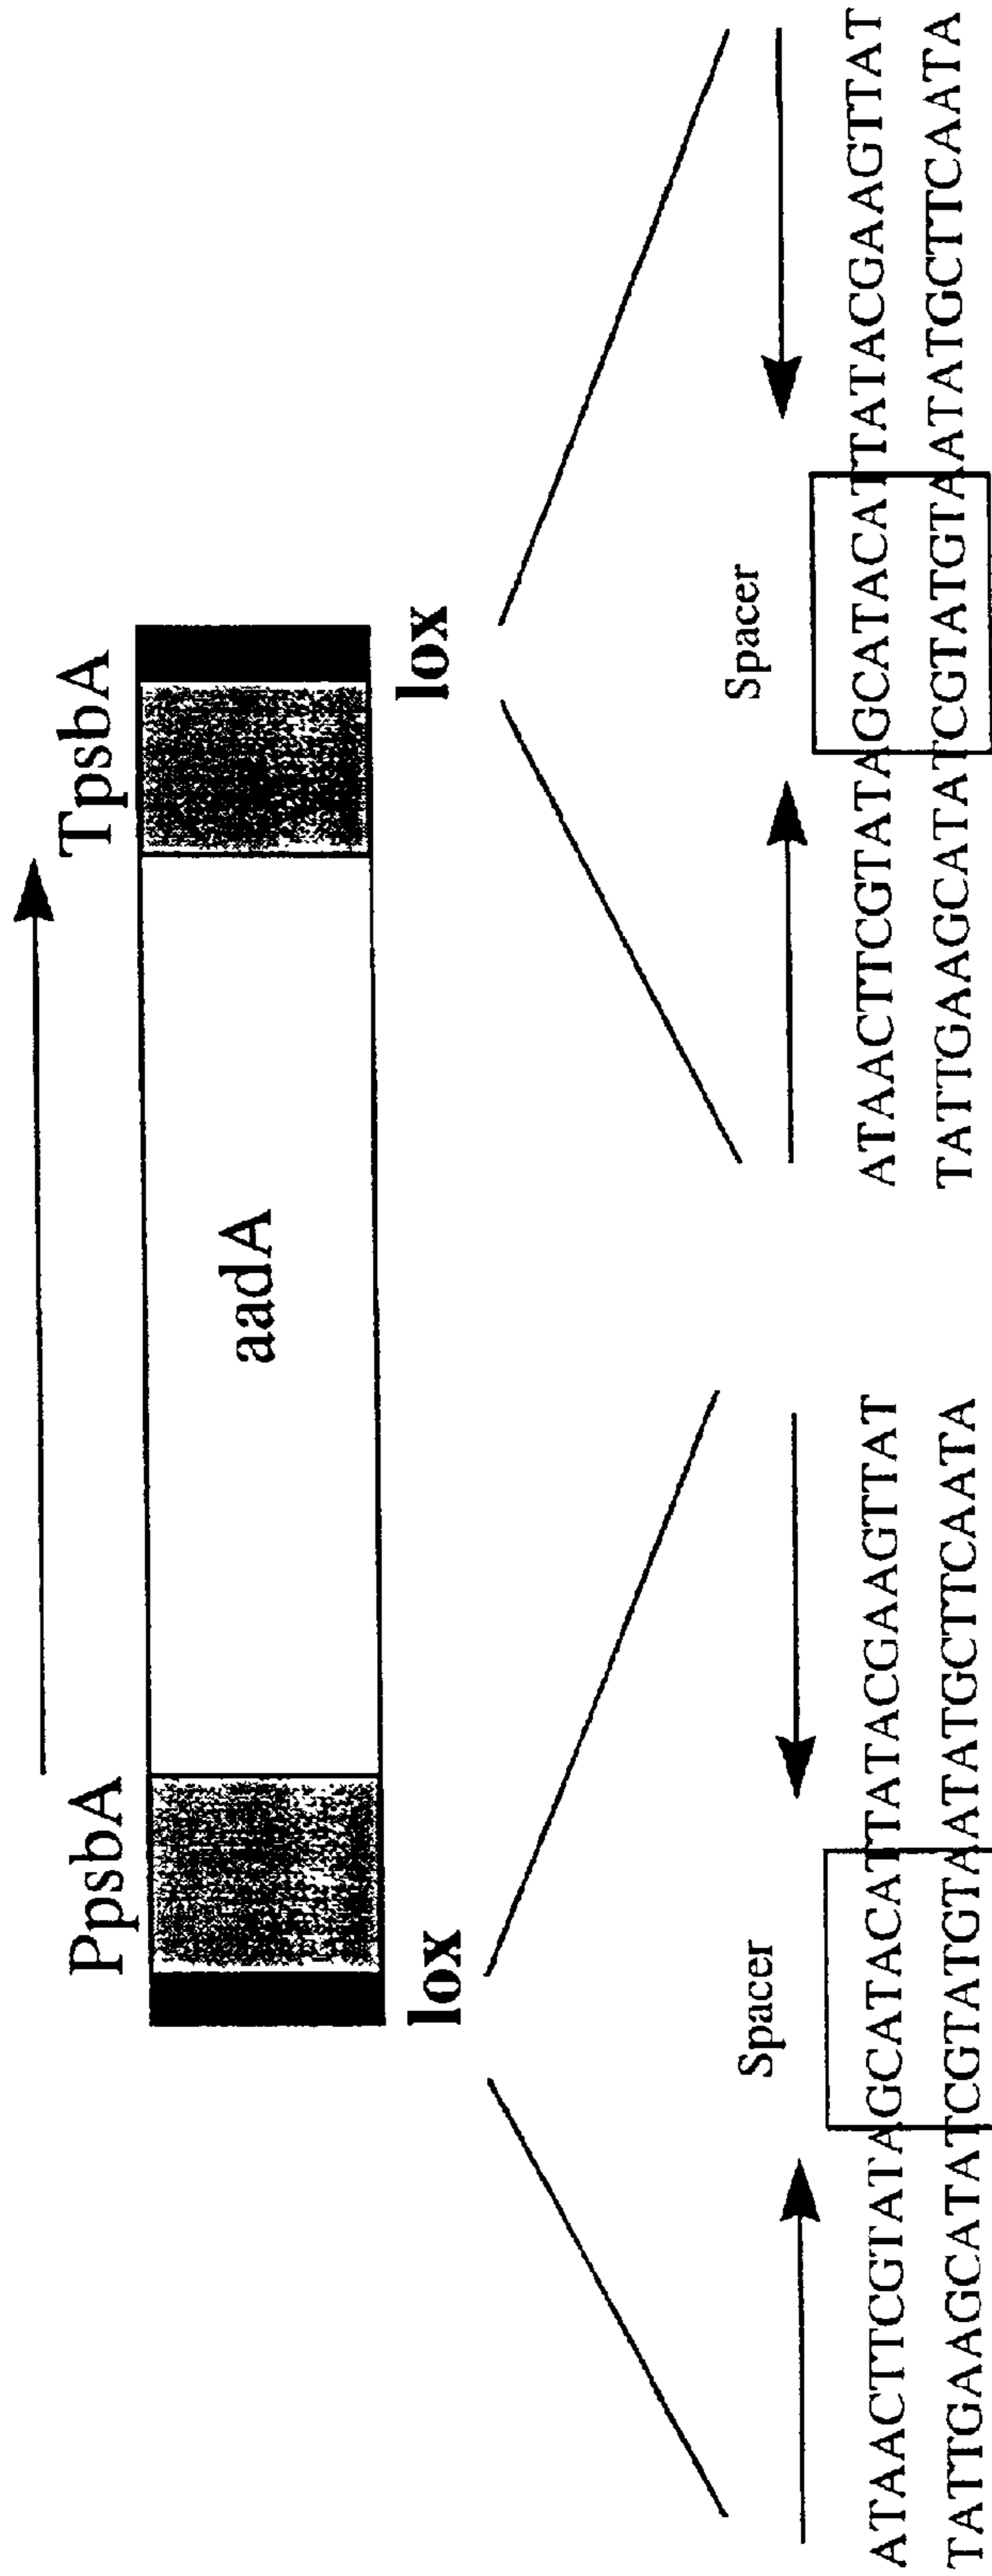 PpsbA TpsbA
aadA
lox lox
Spacer Spacer
ATAACTTCGTATAGCATACATTATACGAAGTTAT ATAACTTCGTATAGCATACATTATACGAAGTTAT
TATTGAAGCATATCGTATGTAATATGCTTCAATA TATTGAAGCATATCGTATGTAATATGCTTCAATA